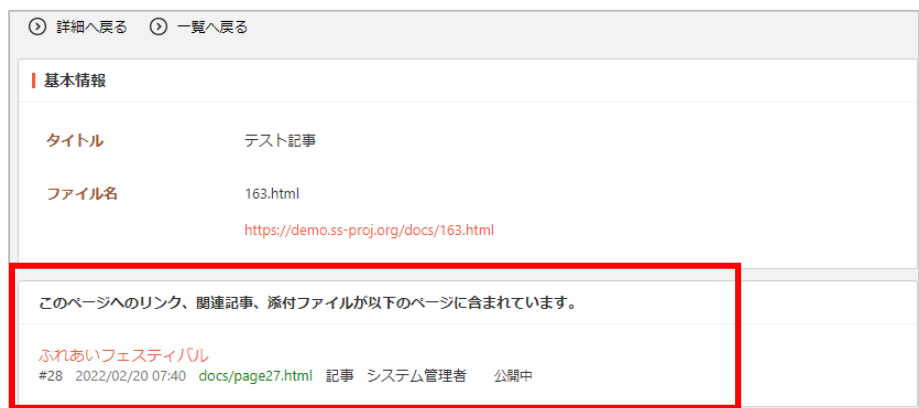 詳細へ戻る 一覧へ戻る
基本情報
タイトル テスト記事
ファイル名 163.html
https://demo.ss-proj.org/docs/163.html
このページへのリンク、関連記事、添付ファイルが以下のページに含まれています。
ふれあいフェスティバル
#28 2022/02/20 07:40 docs/page27.html 記事 システム管理者 公開中